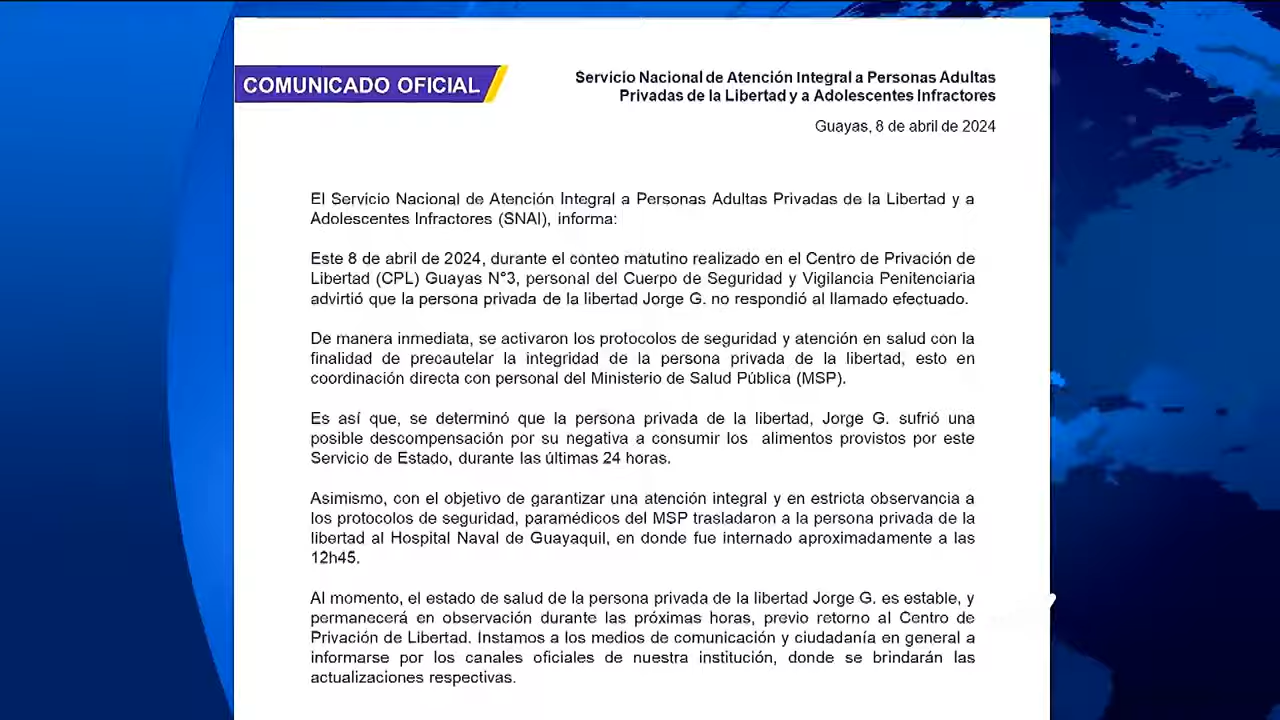 COMUNICADO OFICIAL
Servicio Nacional de Atención Integral a Personas Adultas
Privadas de la Libertad y a Adolescentes Infractores
Guayas, 8 de abril de 2024
El Servicio Nacional de Atención Integral a Personas Adultas Privadas de la Libertad y a
Adolescentes Infractores (SNAI), informa:
Este 8 de abril de 2024, durante el conteo matutino realizado en el Centro de Privación de
Libertad (CPL) Guayas N°3, personal del Cuerpo de Seguridad y Vigilancia Penitenciaria
advirtió que la persona privada de la libertad Jorge G. no respondió al llamado efectuado.
De manera inmediata, se activaron los protocolos de seguridad y atención en salud con la
finalidad de precautelar la integridad de la persona privada de la libertad, esto en
coordinación directa con personal del Ministerio de Salud Pública (MSP).
Es así que, se determinó que la persona privada de la libertad, Jorge G. sufrió una
posible descompensación por su negativa a consumir los alimentos provistos por este
Servicio de Estado, durante las últimas 24 horas.
Asimismo, con el objetivo de garantizar una atención integral y en estricta observancia a
los protocolos de seguridad, paramédicos del MSP trasladaron a la persona privada de la
libertad al Hospital Naval de Guayaquil, en donde fue internado aproximadamente a las
12h45.
Al momento, el estado de salud de la persona privada de la libertad Jorge G. es estable, y
permanecerá en observación durante las próximas horas, previo retorno al Centro de
Privación de Libertad. Instamos a los medios de comunicación y ciudadanía en general a
informarse por los canales oficiales de nuestra institución, donde se brindarán las
actualizaciones respectivas.